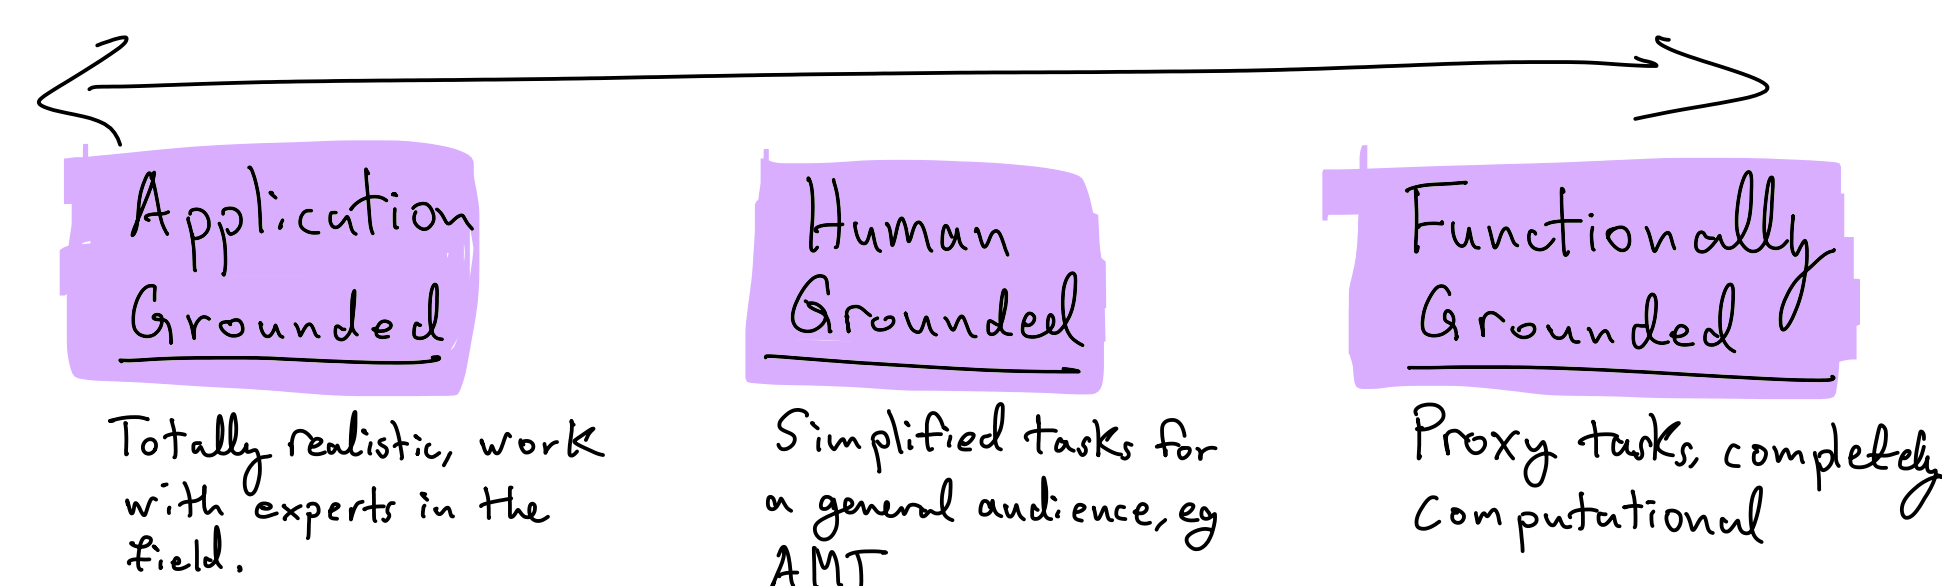 Application
Grounded
Totally realistic, work
with experts in the
field.
Human
Grounded
Simplified tasks for
a general audience, eg
AMT
Functionally
Grounded
Proxy tasks, completely
computational